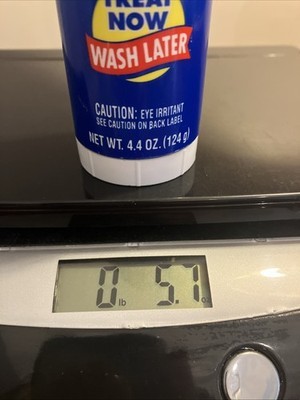 TREAT
NOW
WASH LATER
CAUTION: EYE IRRITANT
SEE CAUTION ON BACK LABEL
NET WT. 4.4 OZ. (124 g)
0 lb 5.7